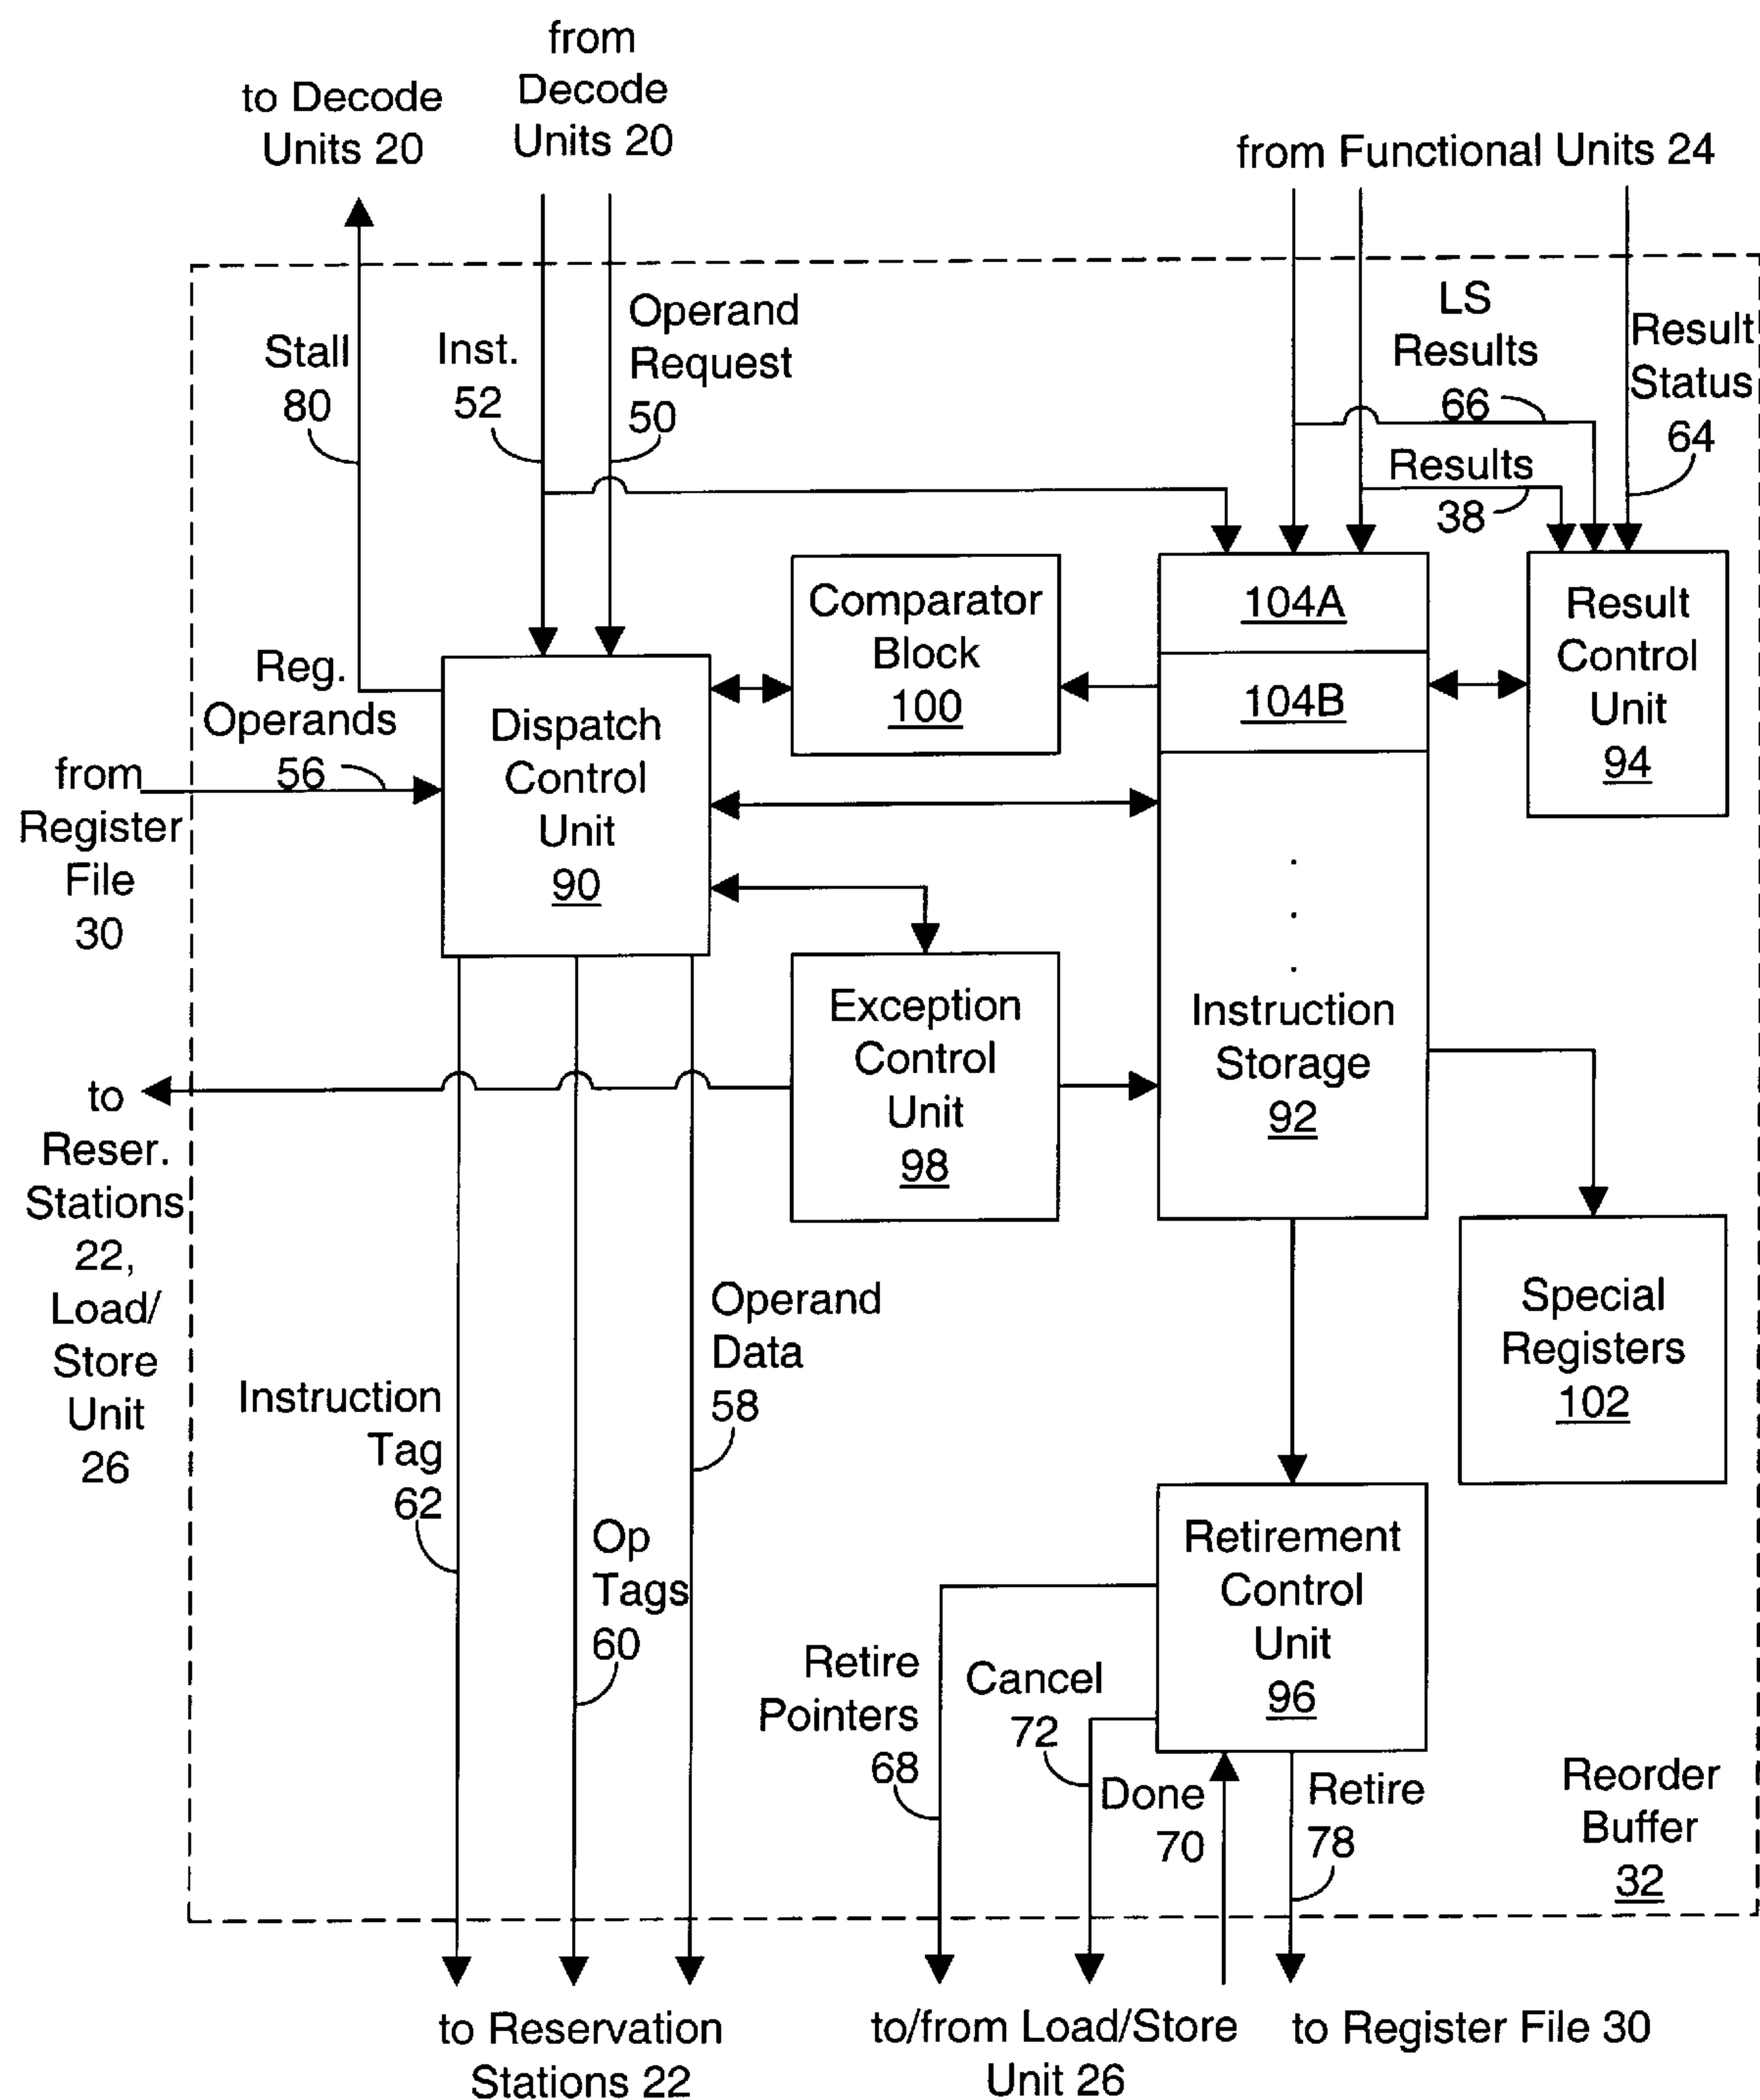 to Decode
Units 20
from
Decode
Units 20
from Functional Units 24
Stall
80
Inst.
52
Operand
Request
50
LS
Results
66
Result
Status
64
Results
38
Reg.
Operands
56
from
Register
File
30
Dispatch
Control
Unit
90
Comparator
Block
100
104A
104B
.
.
.
Instruction
Storage
92
Result
Control
Unit
94
Exception
Control
Unit
98
to
Reser.
Stations
22,
Load/
Store
Unit
26
Special
Registers
102
Instruction
Tag
62
Op
Tags
60
Operand
Data
58
Retirement
Control
Unit
96
Retire
Pointers
68
Cancel
72
Done
70
Retire
78
Reorder
Buffer
32
to Reservation
Stations 22
to/from Load/Store
Unit 26
to Register File 30